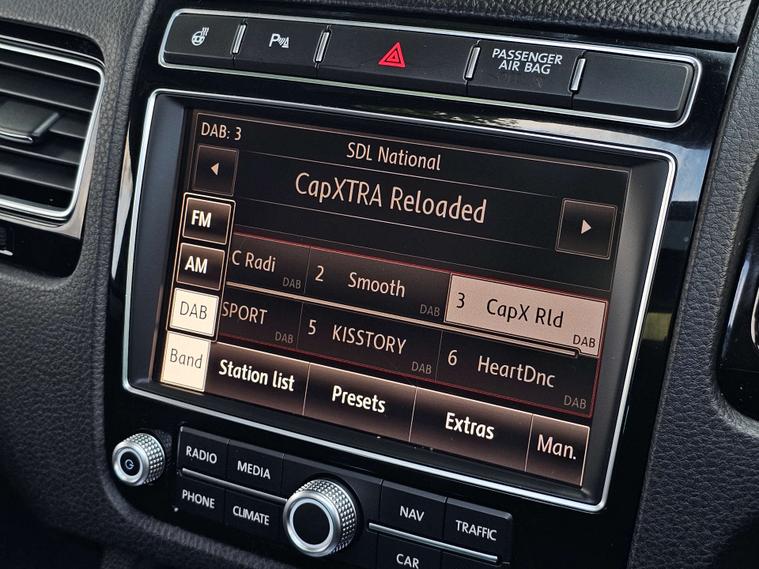 PASSENGER
AIR BAG
DAB: 3
SDL National
CapXTRA Reloaded
FM
AM
DAB
Band
C Radi
DAB
2 Smooth
DAB
3 CapX Rld
DAB
SPORT
DAB
5 KISSTORY
DAB
6 HeartDnc
DAB
Station list
Presets
Extras
Man.
RADIO
MEDIA
PHONE
CLIMATE
NAV
TRAFFIC
CAR